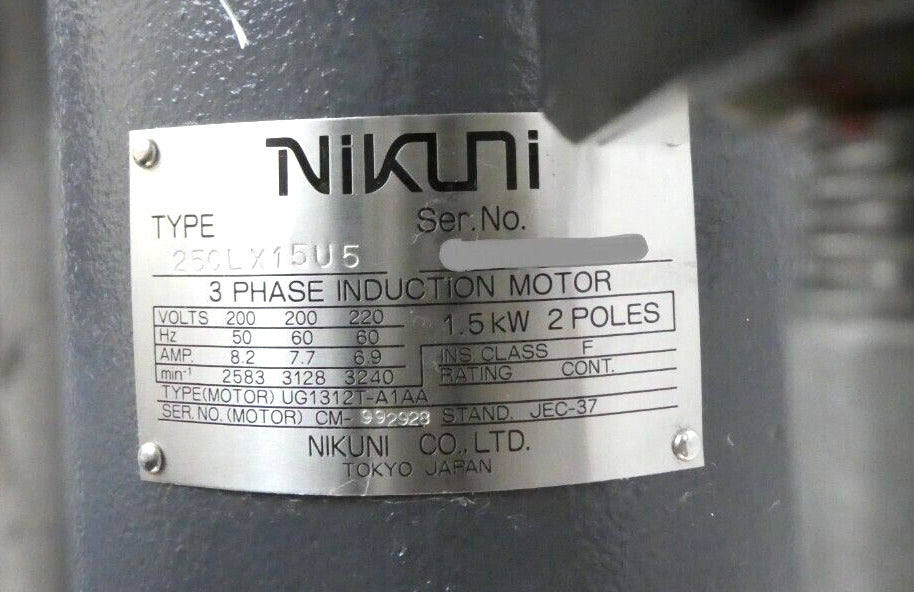 Nikuni
TYPE Ser.No.
25CLX15U5
3 PHASE INDUCTION MOTOR
VOLTS 200 200 220
Hz 50 60 60
AMP. 8.2 7.7 6.9
min⁻¹ 2583 3128 3240
1.5kW 2 POLES
INS. CLASS F
RATING CONT.
TYPE(MOTOR) UG1312T-A1AA
SER.NO.(MOTOR) CM- 992928 STAND. JEC-37
NIKUNI CO.,LTD.
TOKYO JAPAN